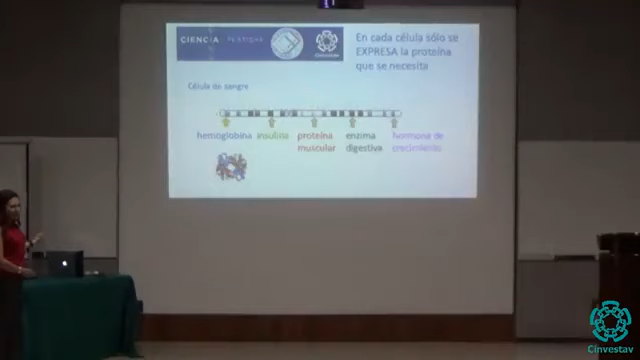 CIENCIA
En cada célula sólo se
EXPRESA la proteína
que se necesita
Cinvestav
Célula de sangre
hemoglobina insulina proteína enzima hormona de
muscular digestiva crecimiento
Cinvestav